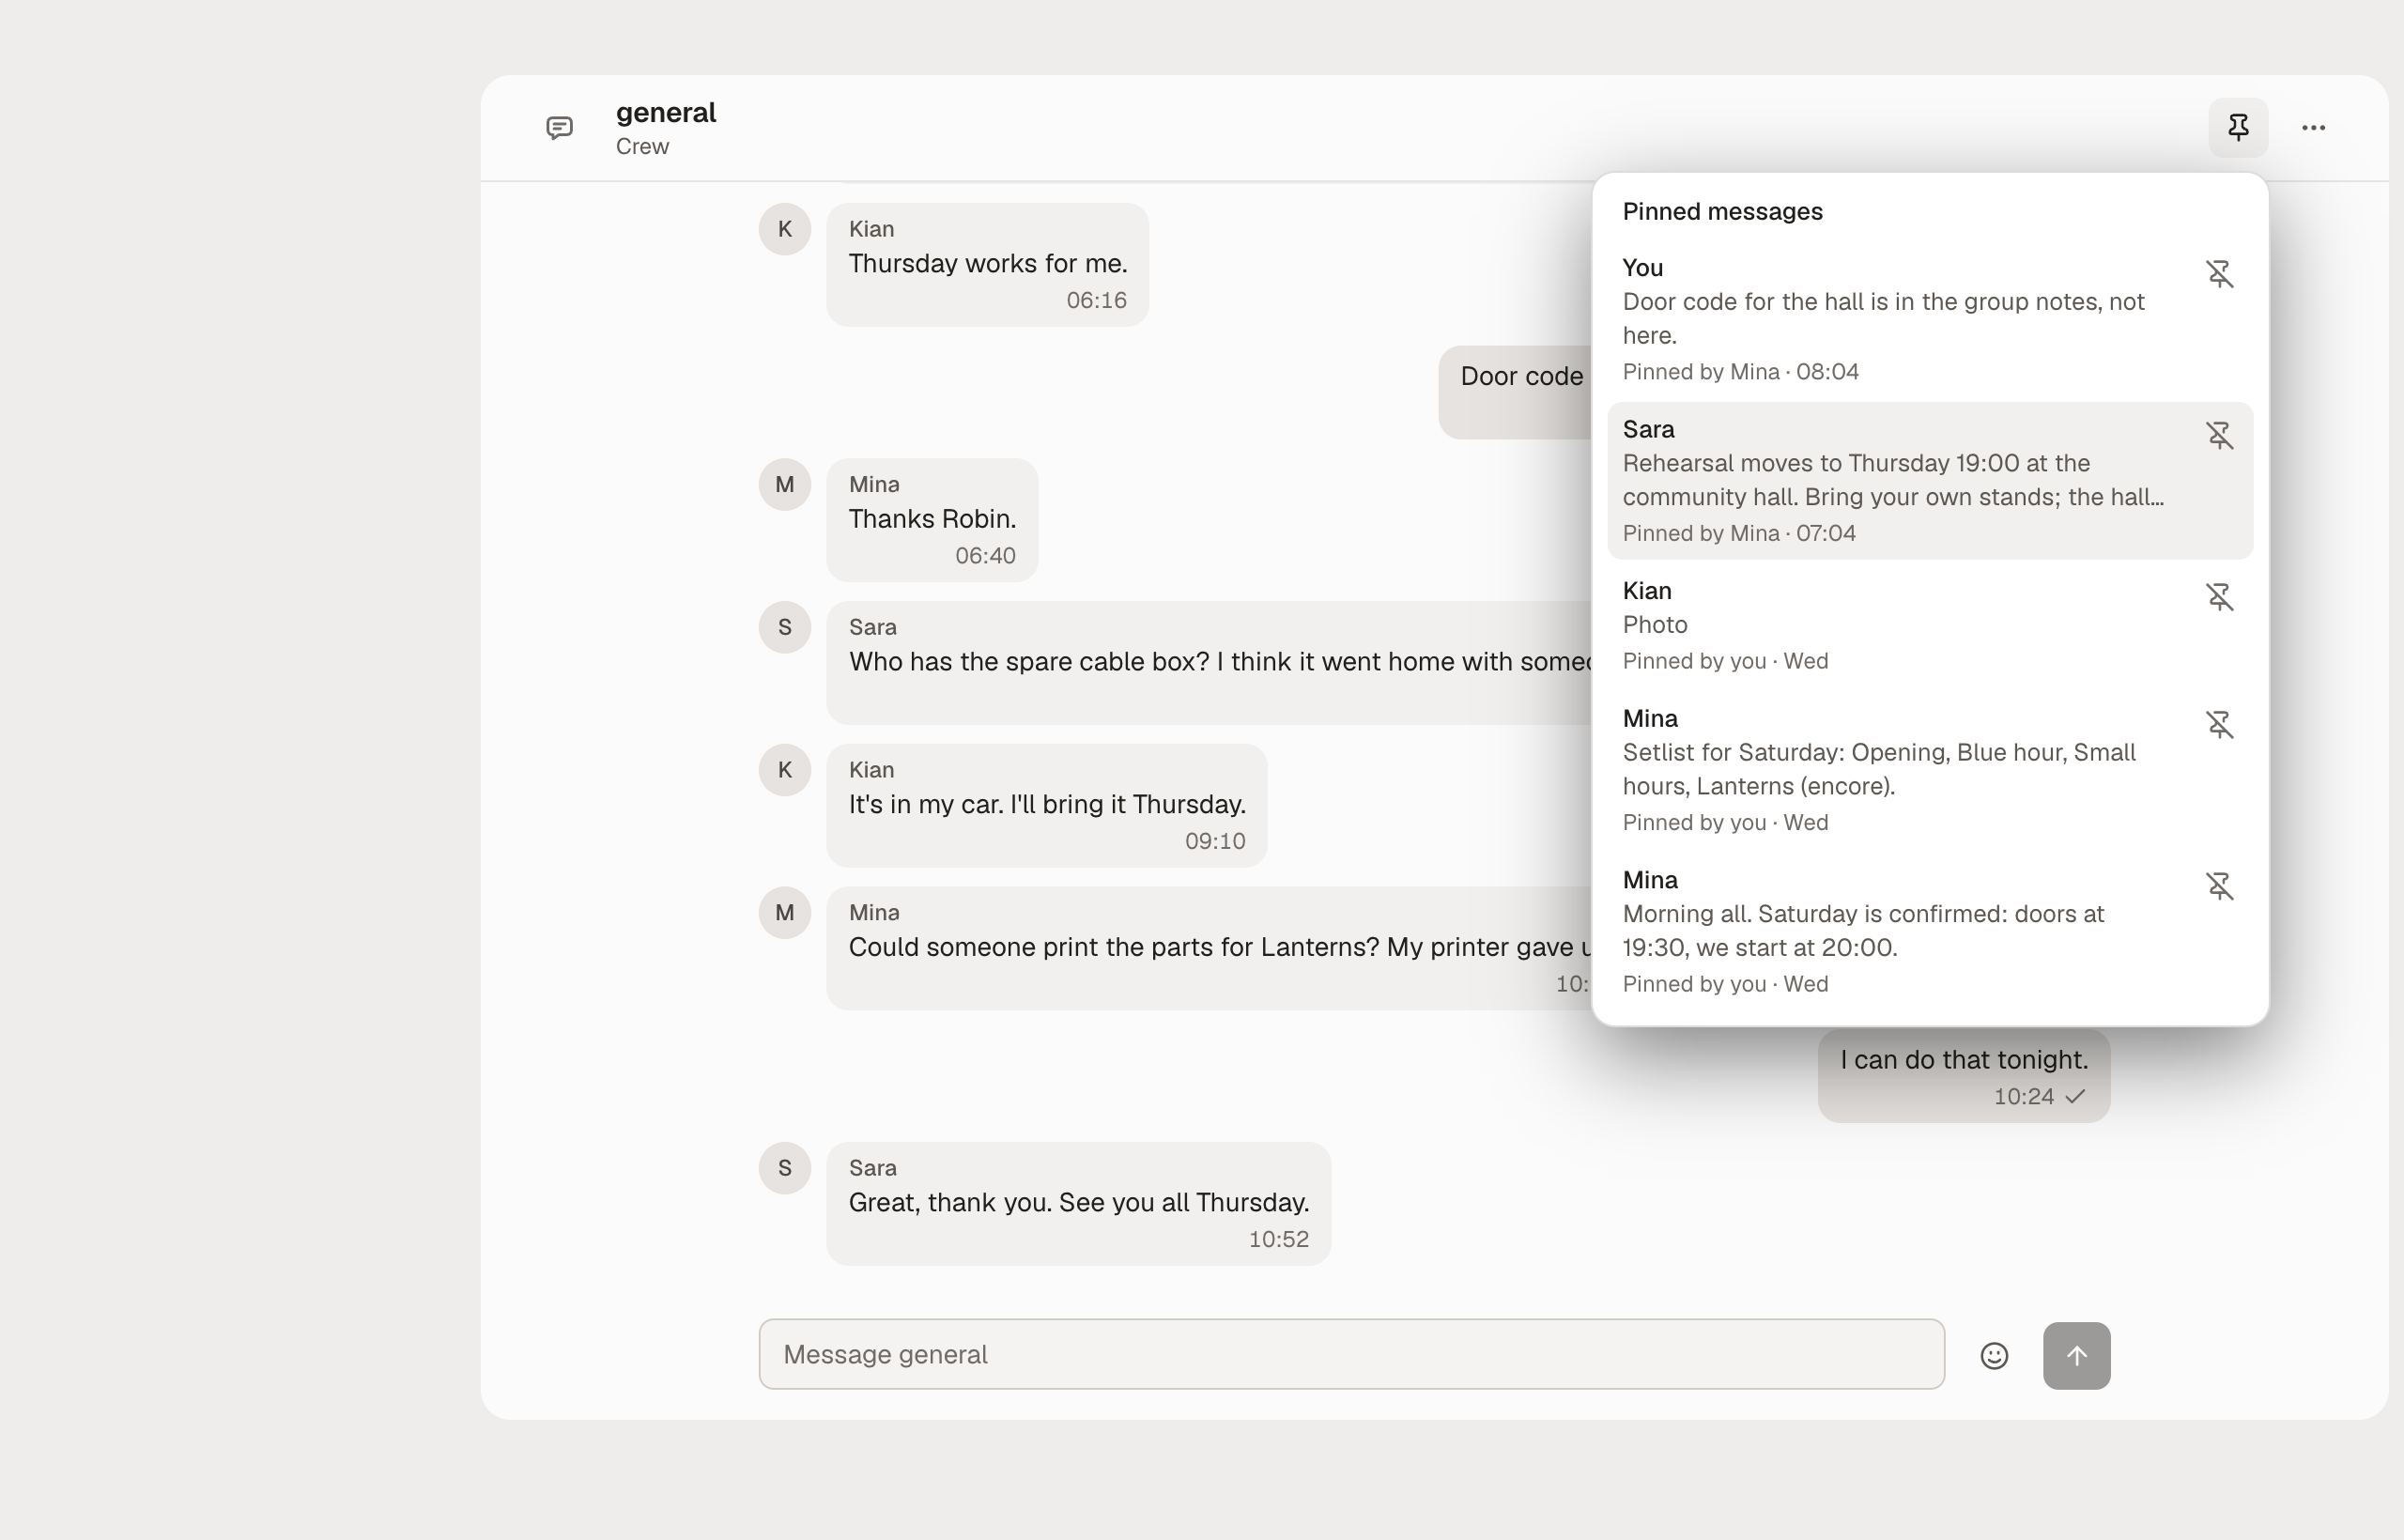 general
Crew
K
Kian
Thursday works for me.
06:16
Door code
M
Mina
Thanks Robin.
06:40
S
Sara
Who has the spare cable box? I think it went home with
K
Kian
It's in my car. I'll bring it Thursday.
09:10
M
Mina
Could someone print the parts for Lanterns? My printer gave
10:
I can do that tonight.
10:24
S
Sara
Great, thank you. See you all Thursday.
10:52
Message general
Pinned messages
You
Door code for the hall is in the group notes, not
here.
Pinned by Mina · 08:04
Sara
Rehearsal moves to Thursday 19:00 at the
community hall. Bring your own stands; the hall…
Pinned by Mina · 07:04
Kian
Photo
Pinned by you · Wed
Mina
Setlist for Saturday: Opening, Blue hour, Small
hours, Lanterns (encore).
Pinned by you · Wed
Mina
Morning all. Saturday is confirmed: doors at
19:30, we start at 20:00.
Pinned by you · Wed